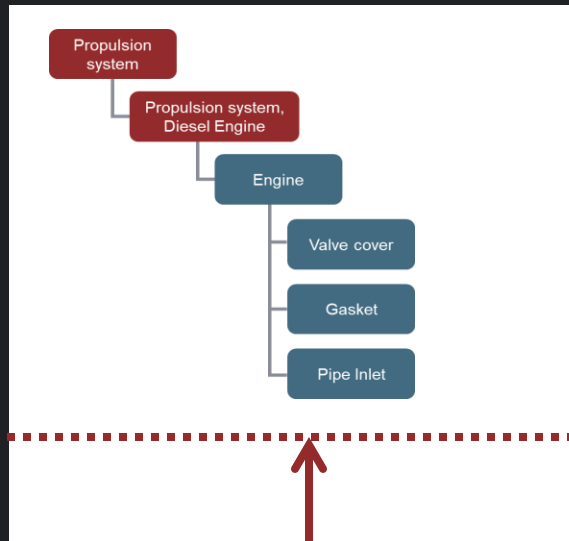 Propulsion
system
Propulsion system,
Diesel Engine
Engine
Valve cover
Gasket
Pipe Inlet